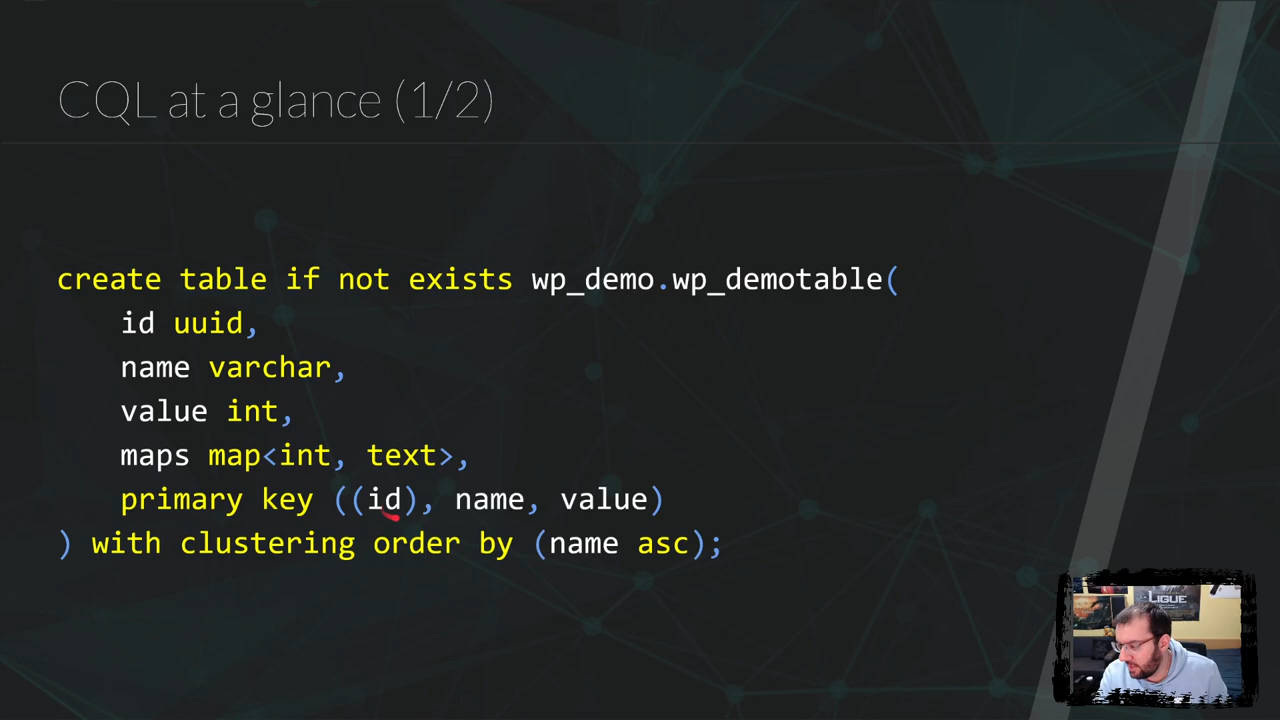 CQL at a glance (1/2)
create table if not exists wp_demo.wp_demotable(
id uuid,
name varchar,
value int,
maps map<int, text>,
primary key ((id), name, value)
) with clustering order by (name asc);
LIGUE